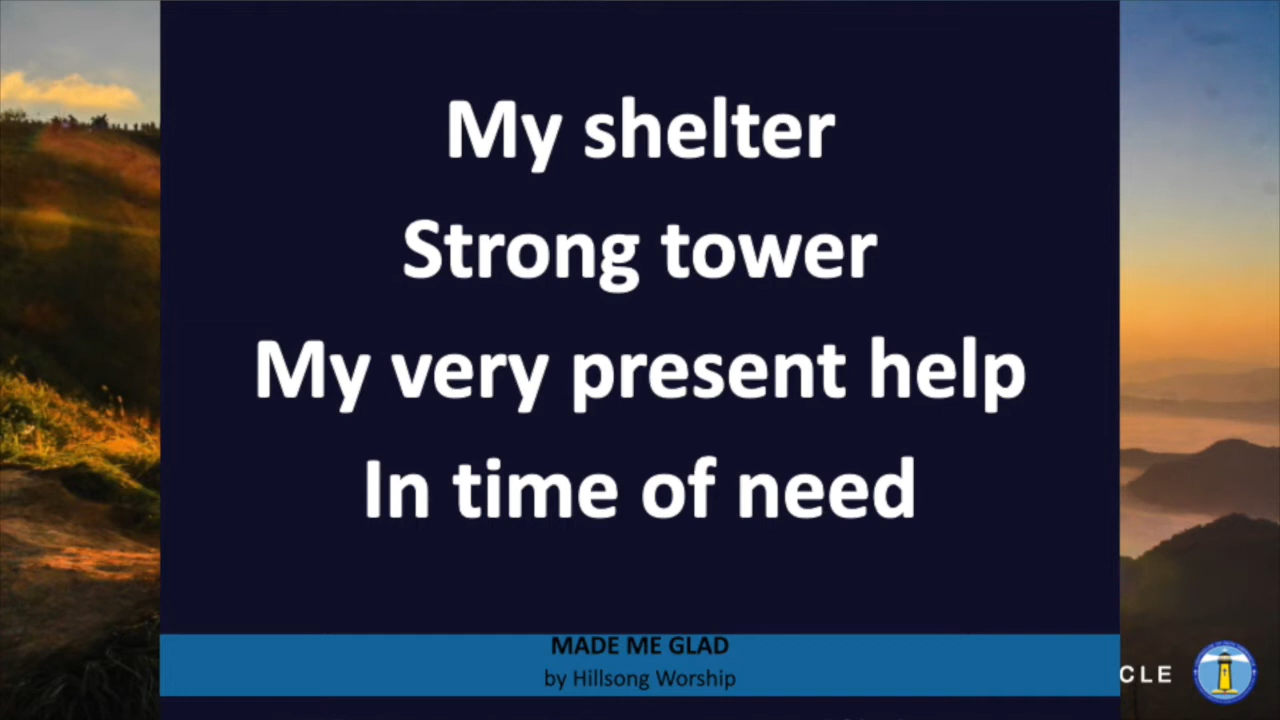 My shelter
Strong tower
My very present help
In time of need
MADE ME GLAD
by Hillsong Worship
CLE